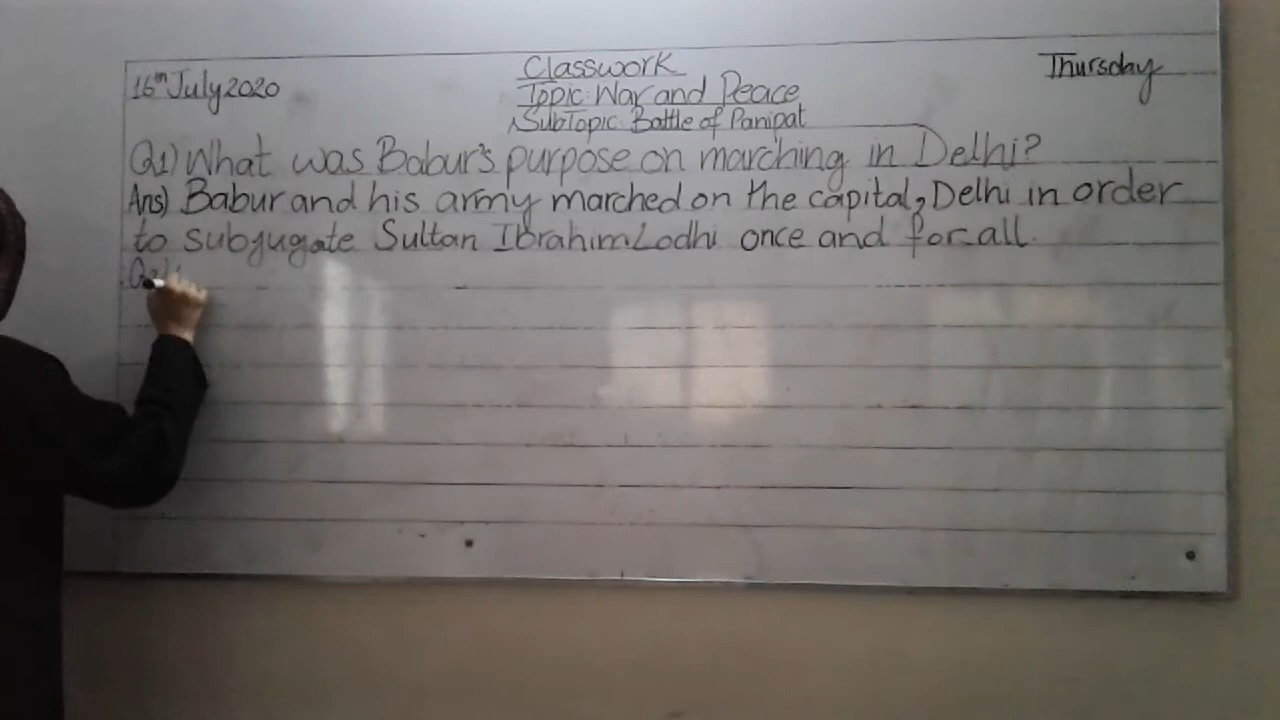 16th July 2020
Classwork
Thursday
Topic: War and Peace
SubTopic: Battle of Panipat
Q1) What was Babur's purpose on marching in Delhi?
Ans) Babur and his army marched on the capital, Delhi in order
to subjugate Sultan Ibrahim Lodhi once and for all.